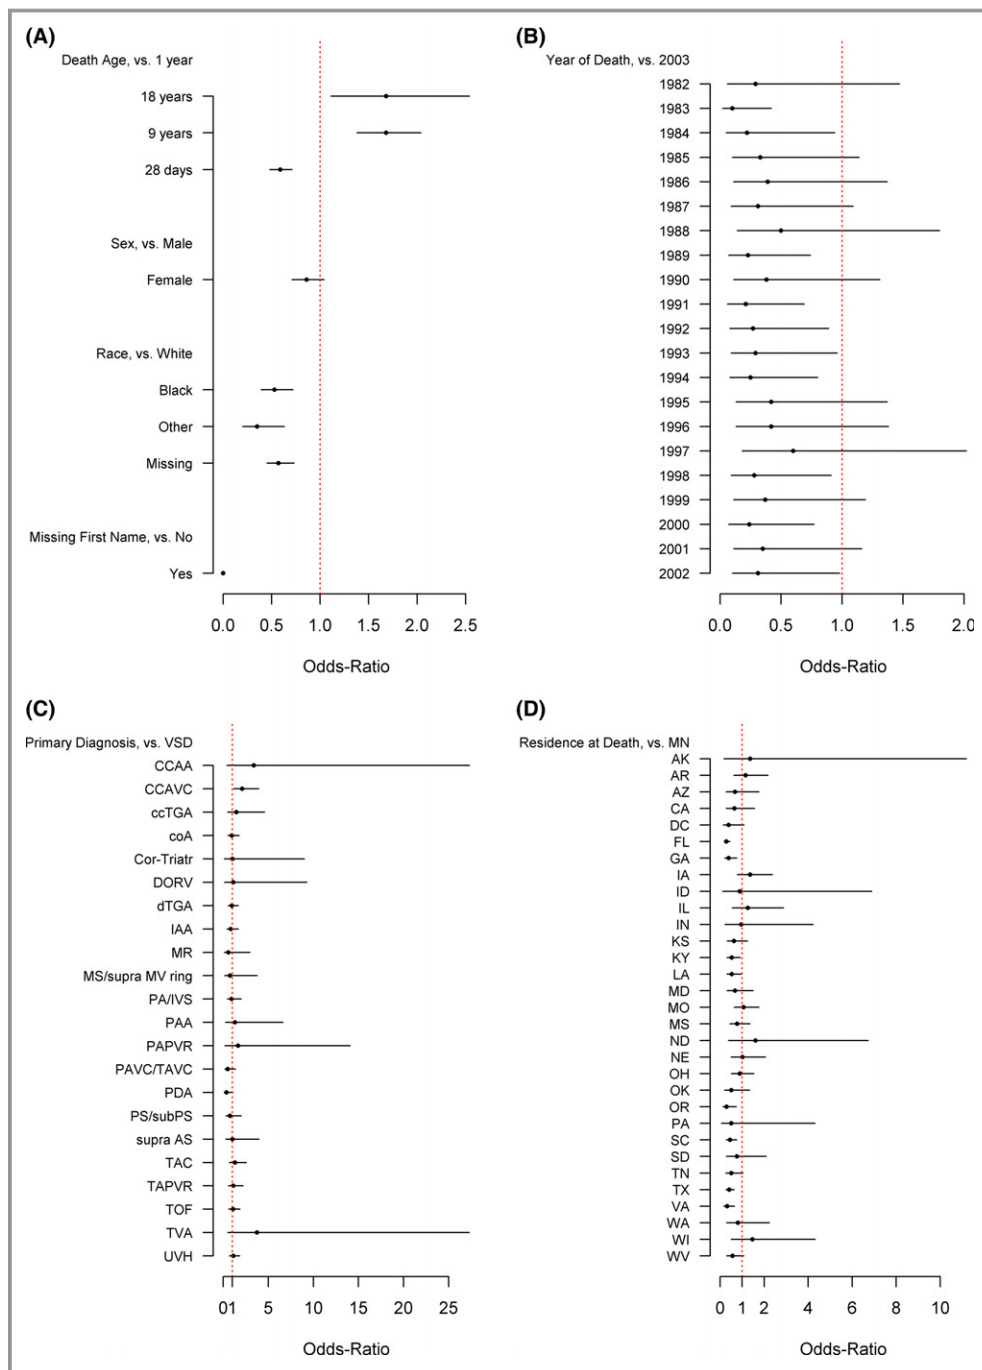 (A)
Death Age, vs. 1 year
18 years
9 years
28 days
Sex, vs. Male
Female
Race, vs. White
Black
Other
Missing
Missing First Name, vs. No
Yes
0.0 0.5 1.0 1.5 2.0 2.5
Odds-Ratio
(B)
Year of Death, vs. 2003
1982
1983
1984
1985
1986
1987
1988
1989
1990
1991
1992
1993
1994
1995
1996
1997
1998
1999
2000
2001
2002
0.0 0.5 1.0 1.5 2.0
Odds-Ratio
(C)
Primary Diagnosis, vs. VSD
CCAA
CCAVC
ccTGA
coA
Cor-Triatr
DORV
dTGA
IAA
MR
MS/supra MV ring
PA/IVS
PAA
PAPVR
PAVC/TAVC
PDA
PS/subPS
supra AS
TAC
TAPVR
TOF
TVA
UVH
01 5 10 15 20 25
Odds-Ratio
(D)
Residence at Death, vs. MN
AK
AR
AZ
CA
DC
FL
GA
IA
ID
IL
IN
KS
KY
LA
MD
MO
MS
ND
NE
OH
OK
OR
PA
SC
SD
TN
TX
VA
WA
WI
WV
0 1 2 4 6 8 10
Odds-Ratio